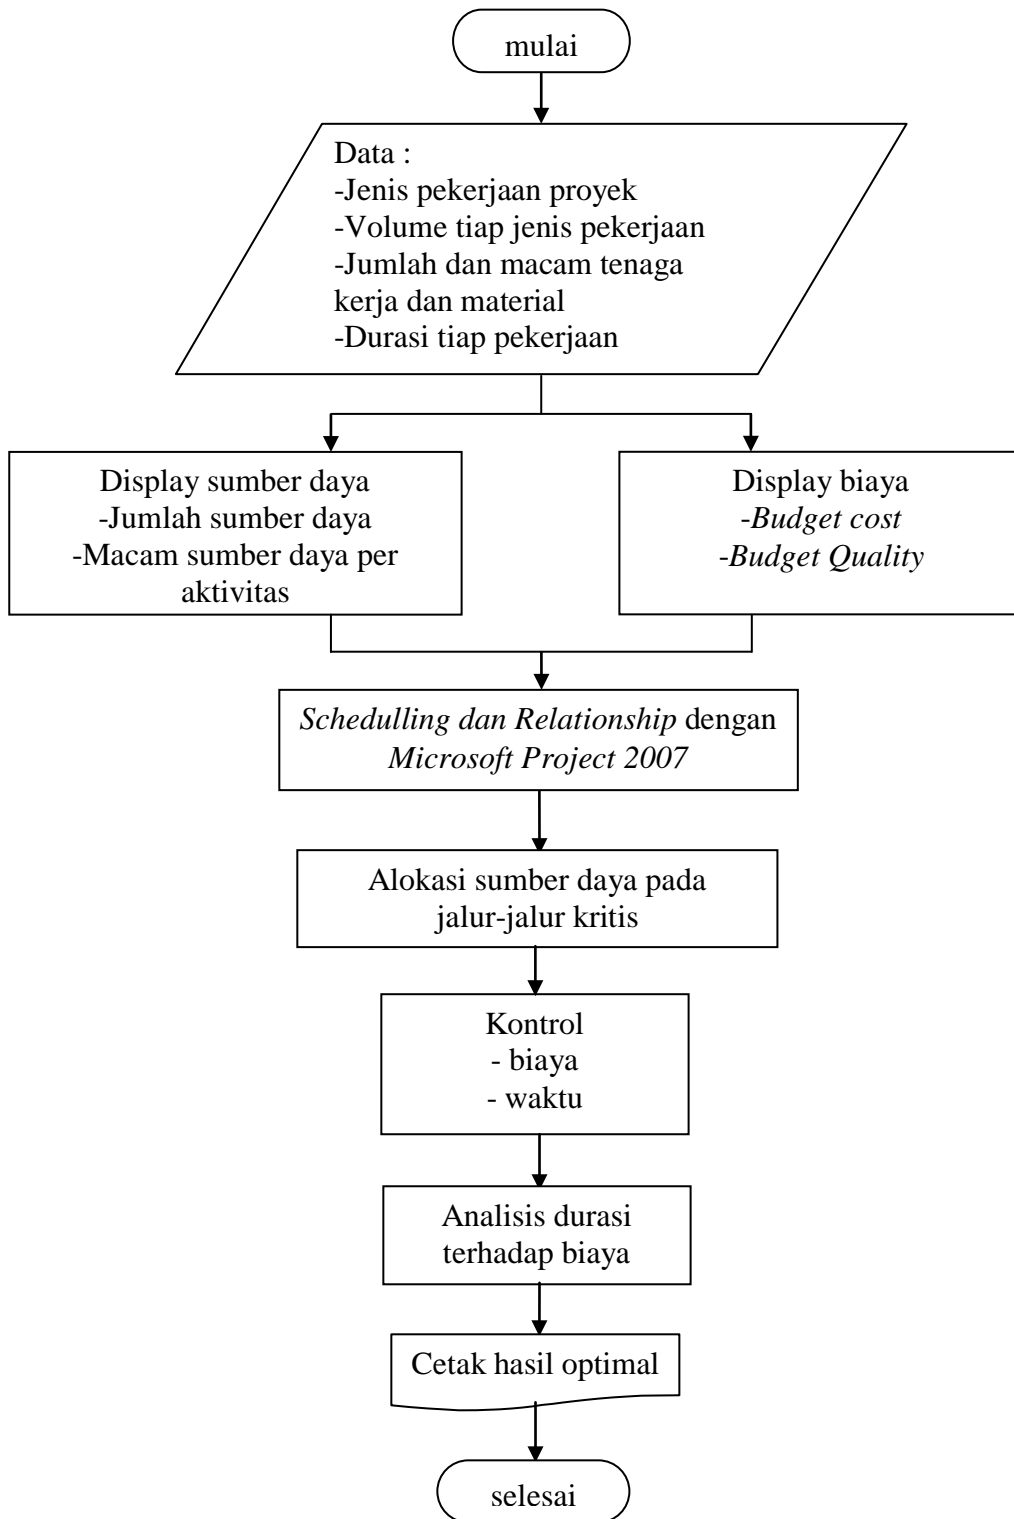 mulai
Data :
-Jenis pekerjaan proyek
-Volume tiap jenis pekerjaan
-Jumlah dan macam tenaga
kerja dan material
-Durasi tiap pekerjaan
Display sumber daya
-Jumlah sumber daya
-Macam sumber daya per
aktivitas
Display biaya
-Budget cost
-Budget Quality
Schedulling dan Relationship dengan
Microsoft Project 2007
Alokasi sumber daya pada
jalur-jalur kritis
Kontrol
- biaya
- waktu
Analisis durasi
terhadap biaya
Cetak hasil optimal
selesai